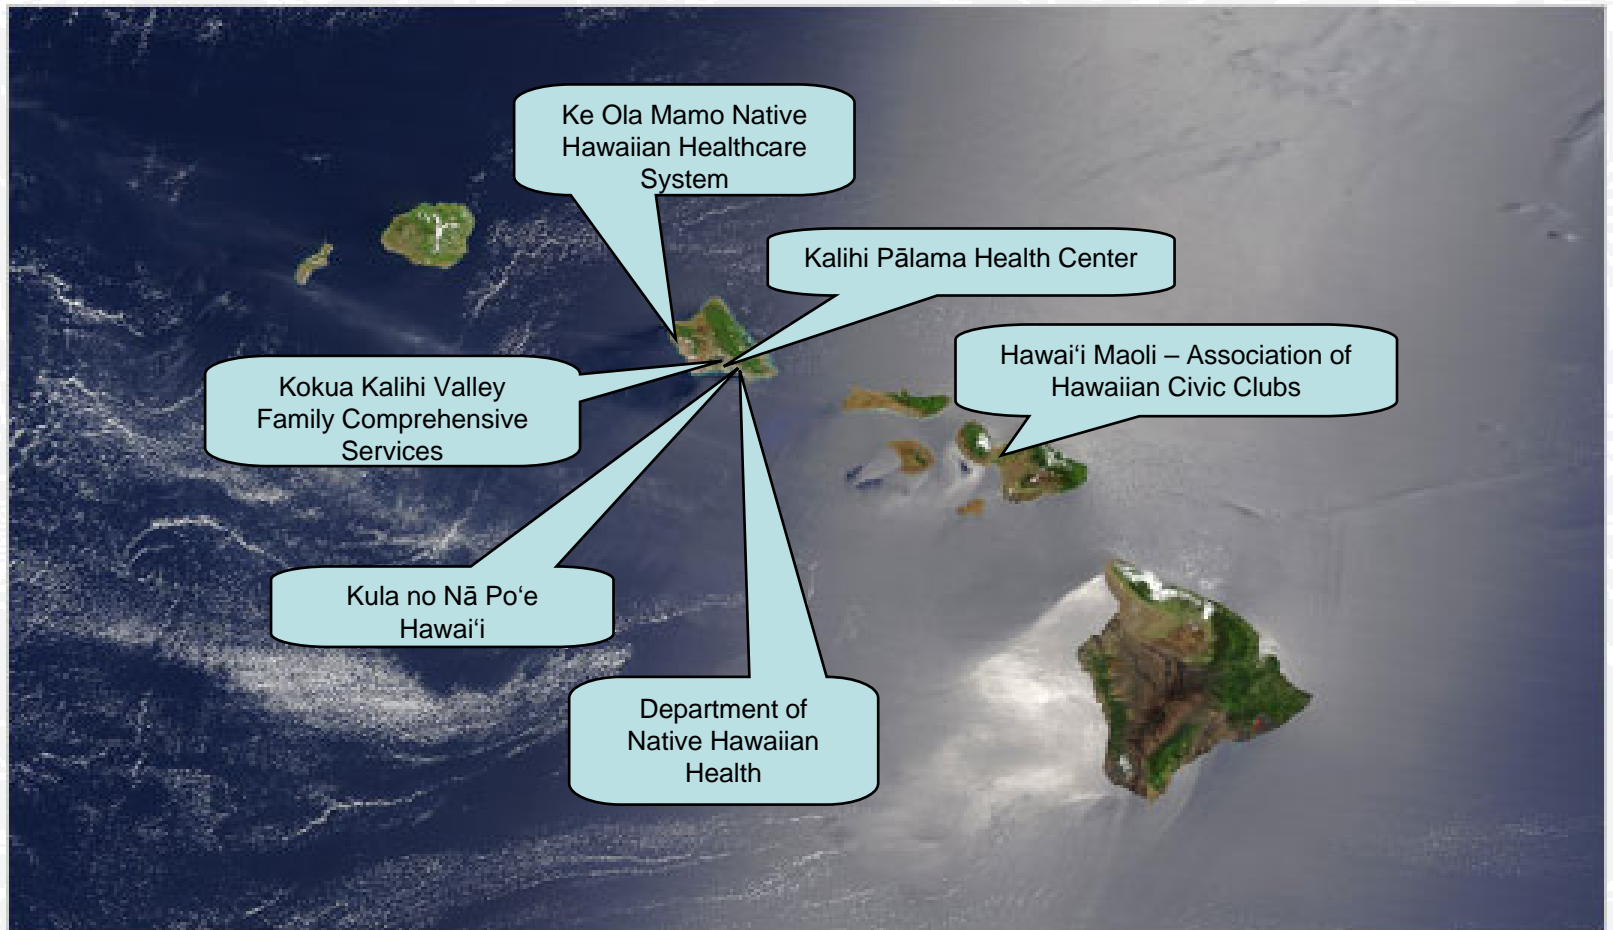 Ke Ola Mamo Native
Hawaiian Healthcare
System
Kalihi Pālama Health Center
Hawaiʻi Maoli – Association of
Hawaiian Civic Clubs
Kokua Kalihi Valley
Family Comprehensive
Services
Kula no Nā Poʻe
Hawaiʻi
Department of
Native Hawaiian
Health